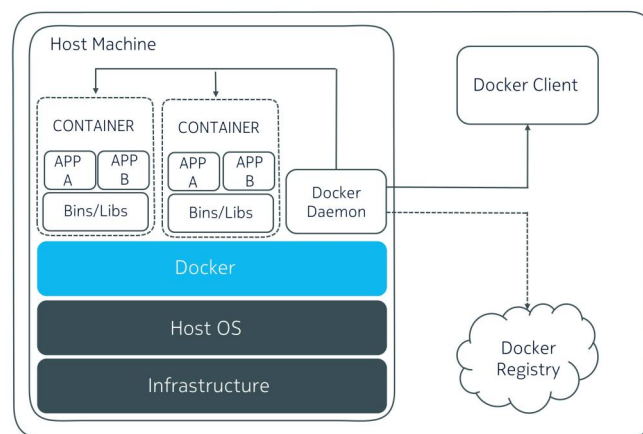 Host Machine
Docker Client
CONTAINER
APP
A
APP
B
Bins/Libs
CONTAINER
APP
A
APP
B
Bins/Libs
Docker
Daemon
Docker
Host OS
Infrastructure
Docker
Registry